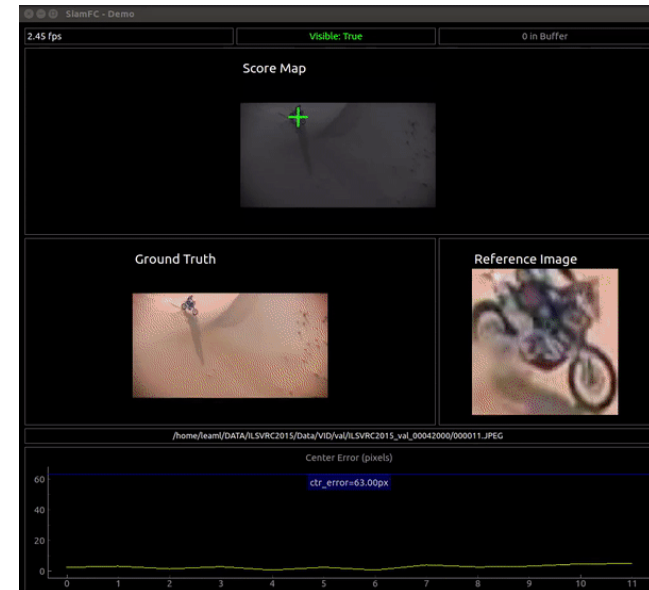 SiamFC - Demo
2.45 fps
Visible: True
0 in Buffer
Score Map
Ground Truth
Reference Image
/home/leaml/DATA/ILSVRC2015/Data/VID/val/ILSVRC2015_val_00042000/000011.JPEG
Center Error (pixels)
ctr_error=63.00px
60
40
20
0
0 1 2 3 4 5 6 7 8 9 10 11